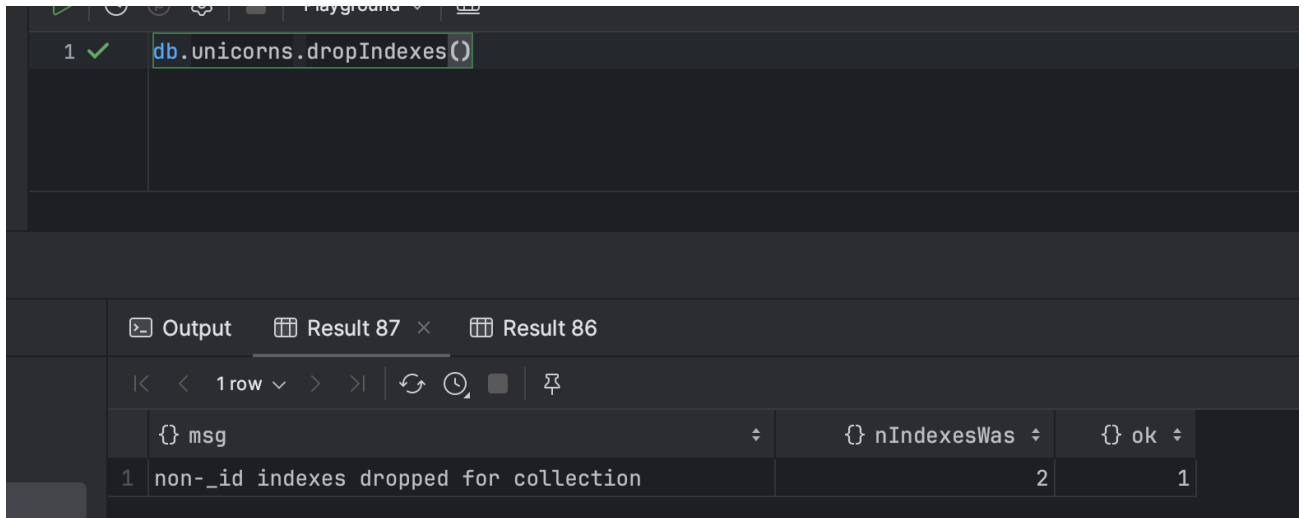 Playground
1 db.unicorns.dropIndexes()
Output Result 87 Result 86
1 row
{} msg {} nIndexesWas {} ok
1 non-_id indexes dropped for collection 2 1